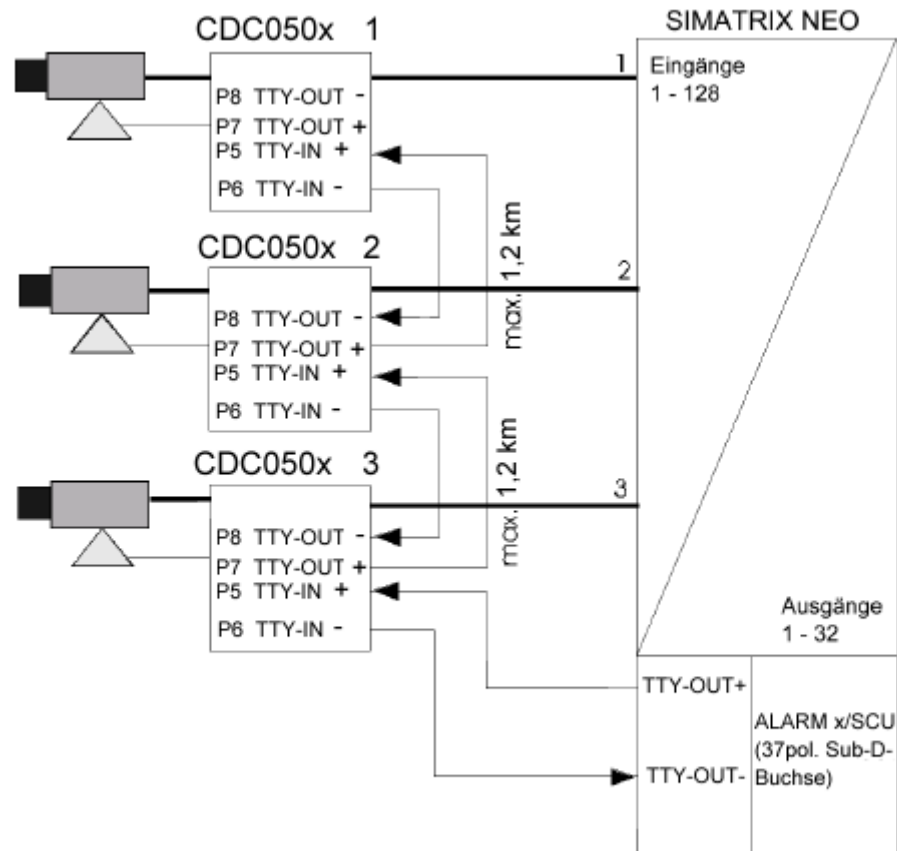 SIMATRIX NEO
CDC050x 1
1
Eingänge
1 - 128
P8 TTY-OUT -
P7 TTY-OUT +
P5 TTY-IN +
P6 TTY-IN -
max. 1,2 km
CDC050x 2
2
P8 TTY-OUT -
P7 TTY-OUT +
P5 TTY-IN +
P6 TTY-IN -
max. 1,2 km
CDC050x 3
3
P8 TTY-OUT -
P7 TTY-OUT +
P5 TTY-IN +
P6 TTY-IN -
Ausgänge
1 - 32
TTY-OUT+
ALARM x/SCU
(37pol. Sub-D-
Buchse)
TTY-OUT-